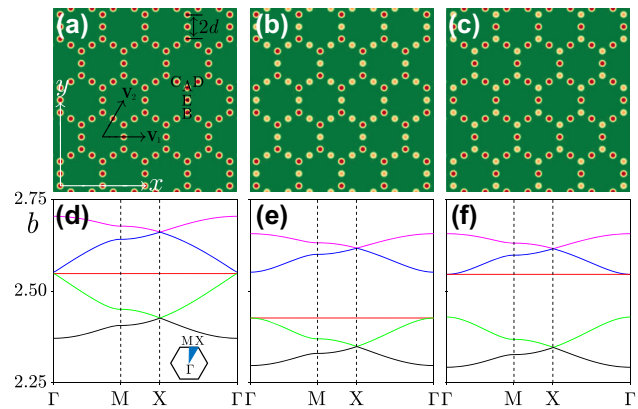 (a) (b) (c)
2d
C A D
E
B
V₂
V₁
y
x
b
2.75
2.50
2.25
(d) (e) (f)
M X
Γ
Γ M X Γ M X Γ M X Γ